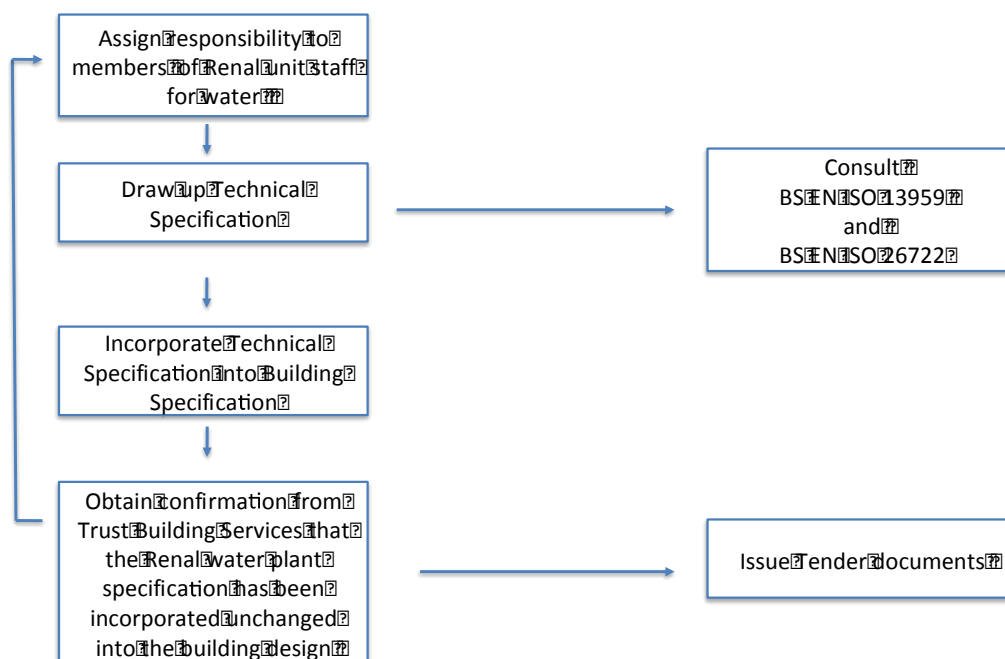 Assign responsibility to
members of Renal unit staff
for water
Draw up Technical
Specification
Consult
BS EN ISO 13959
and
BS EN ISO 26722
Incorporate Technical
Specification into Building
Specification
Obtain confirmation from
Trust Building Services that
the Renal water plant
specification has been
incorporated unchanged
into the building design
Issue Tender documents